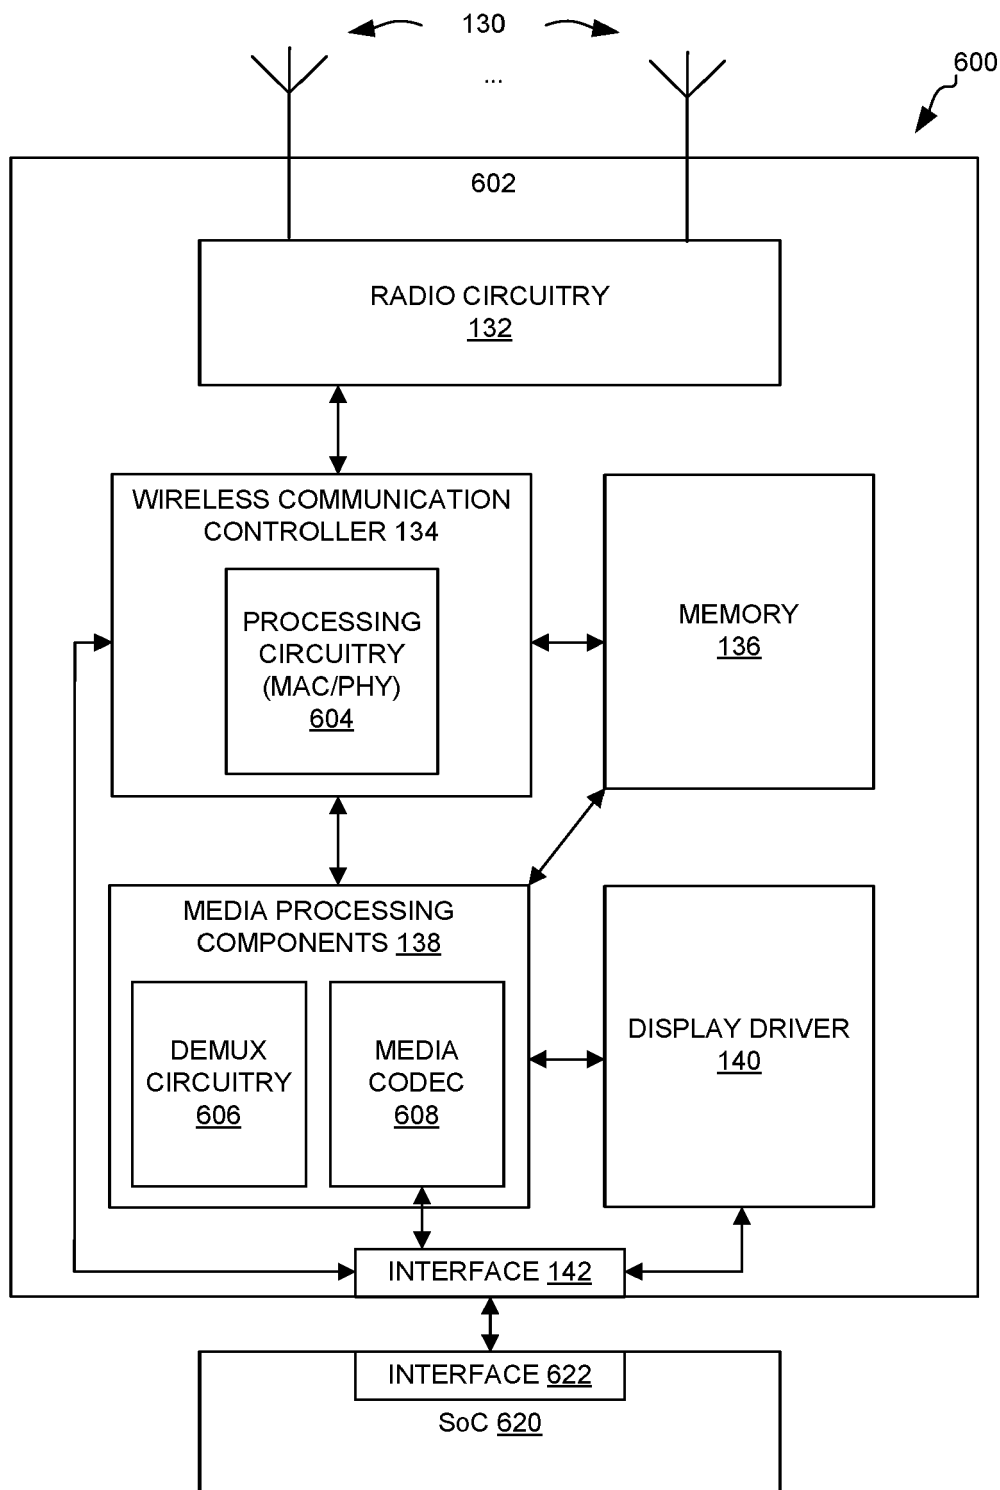 130
...
600
602
RADIO CIRCUITRY
132
WIRELESS COMMUNICATION
CONTROLLER 134
PROCESSING
CIRCUITRY
(MAC/PHY)
604
MEMORY
136
MEDIA PROCESSING
COMPONENTS 138
DEMUX
CIRCUITRY
606
MEDIA
CODEC
608
DISPLAY DRIVER
140
INTERFACE 142
INTERFACE 622
SoC 620